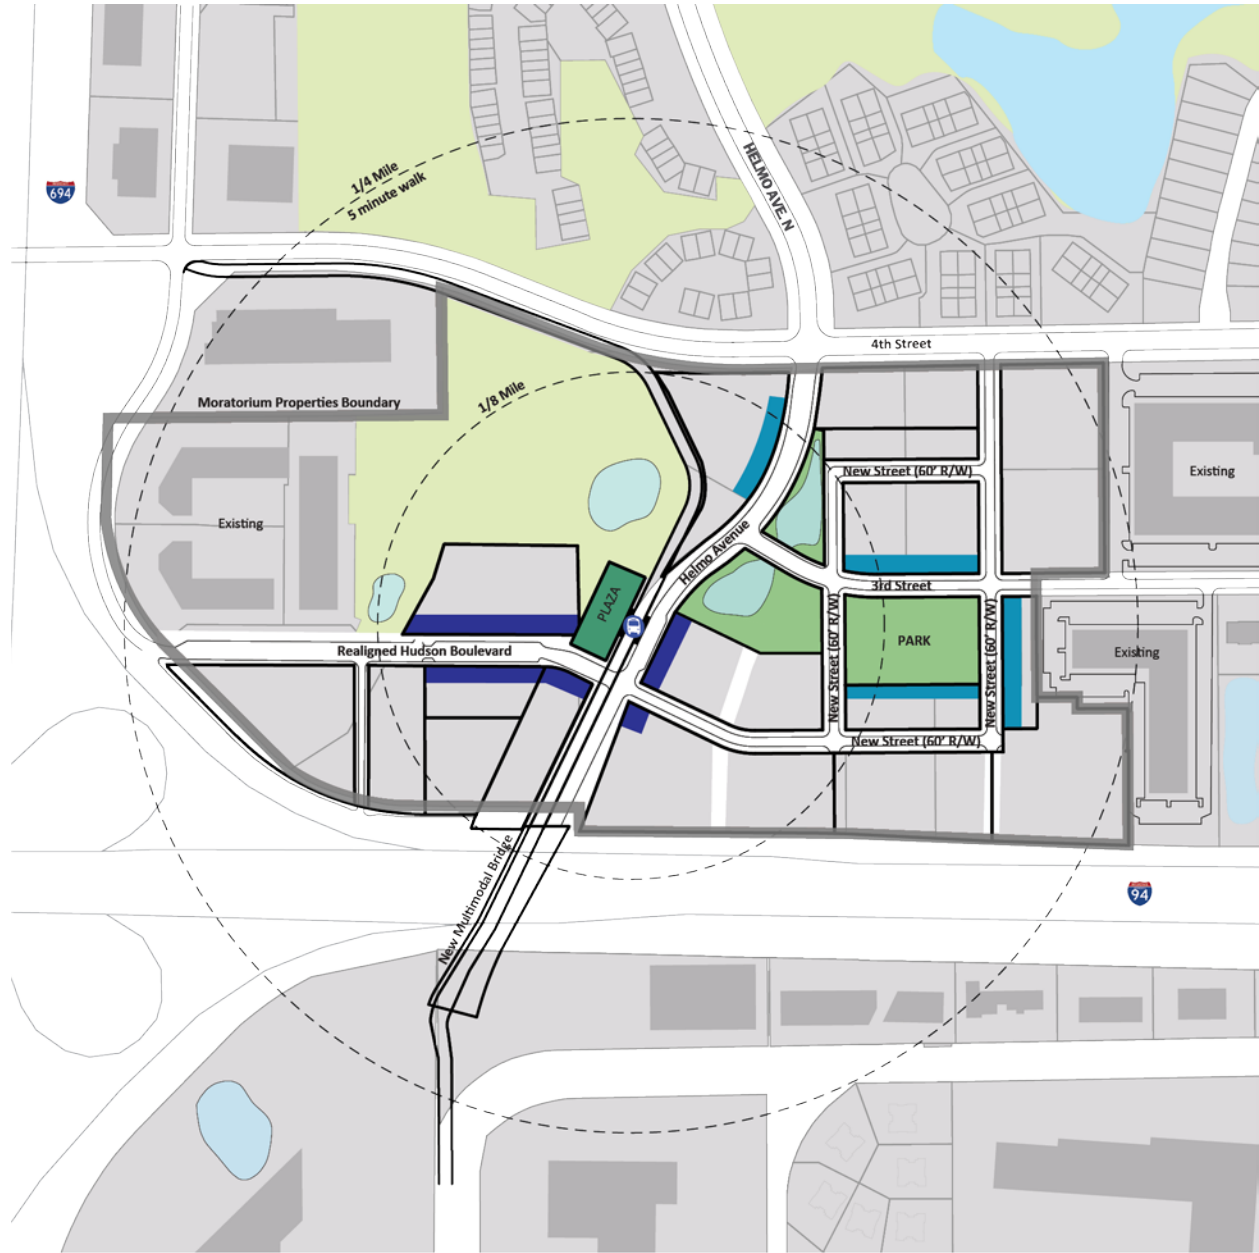 1/4 Mile
5 minute walk
HELMO AVE. N
694
4th Street
Moratorium Properties Boundary
1/8 Mile
New Street (60' R/W)
Existing
Existing
Helmo Avenue
3rd Street
PLAZA
New Street (60' R/W)
PARK
New Street (60' R/W)
Realigned Hudson Boulevard
Existing
New Street (60' R/W)
New Multimodal Bridge
94